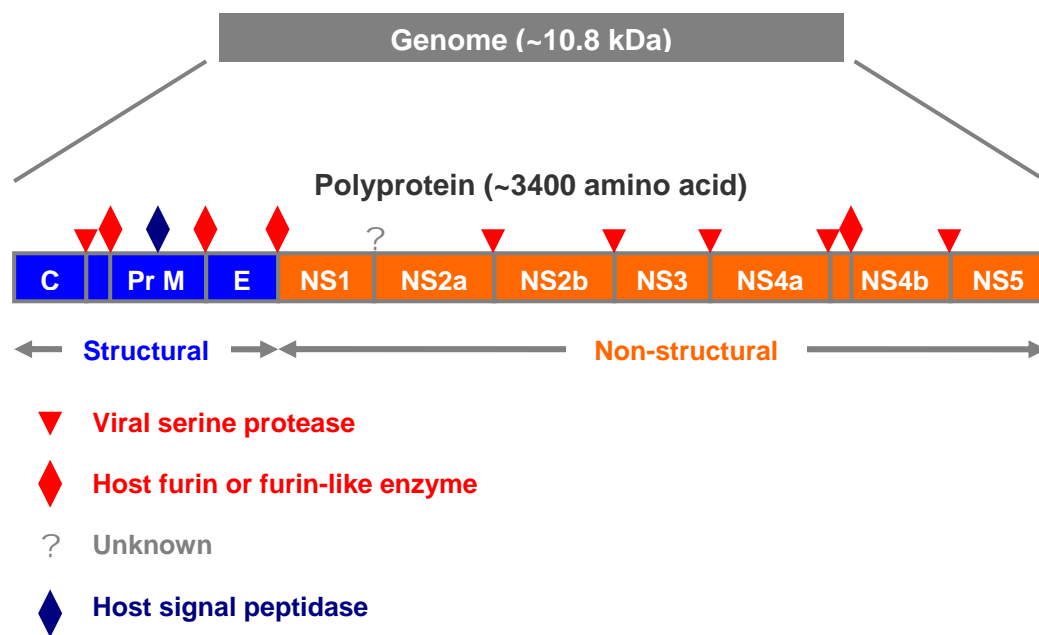 Genome (~10.8 kDa)
Polyprotein (~3400 amino acid)
?
C Pr M E NS1 NS2a NS2b NS3 NS4a NS4b NS5
Structural Non-structural
Viral serine protease
Host furin or furin-like enzyme
? Unknown
Host signal peptidase